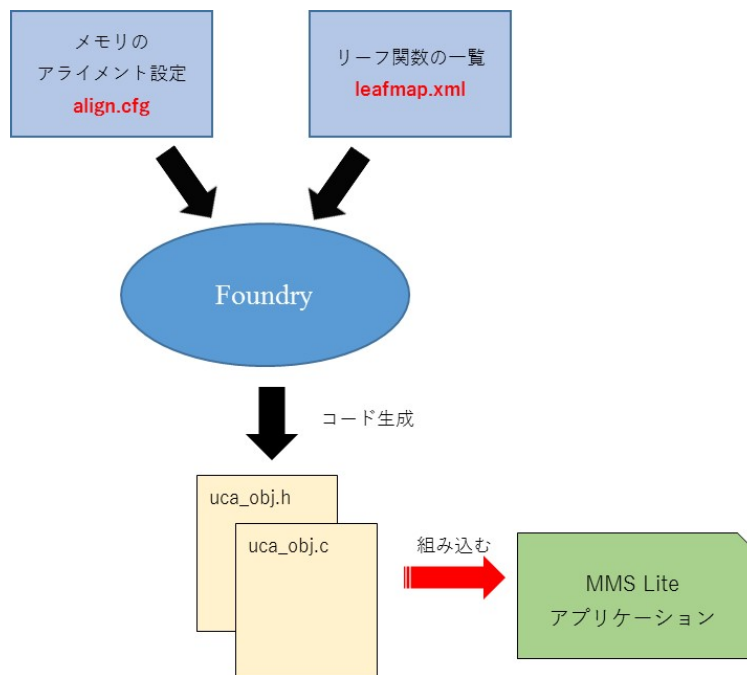 メモリの
アライメント設定
align.cfg
リーフ関数の一覧
leafmap.xml
Foundry
コード生成
uca_obj.h
uca_obj.c
組み込む
MMS Lite
アプリケーション